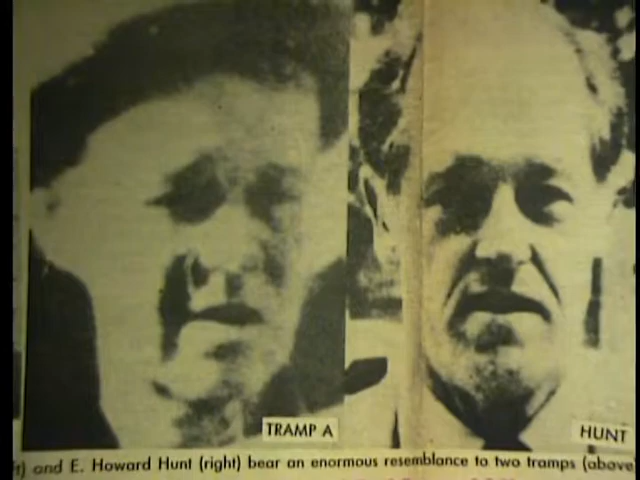 TRAMP A
HUNT
t) and E. Howard Hunt (right) bear an enormous resemblance to two tramps (above